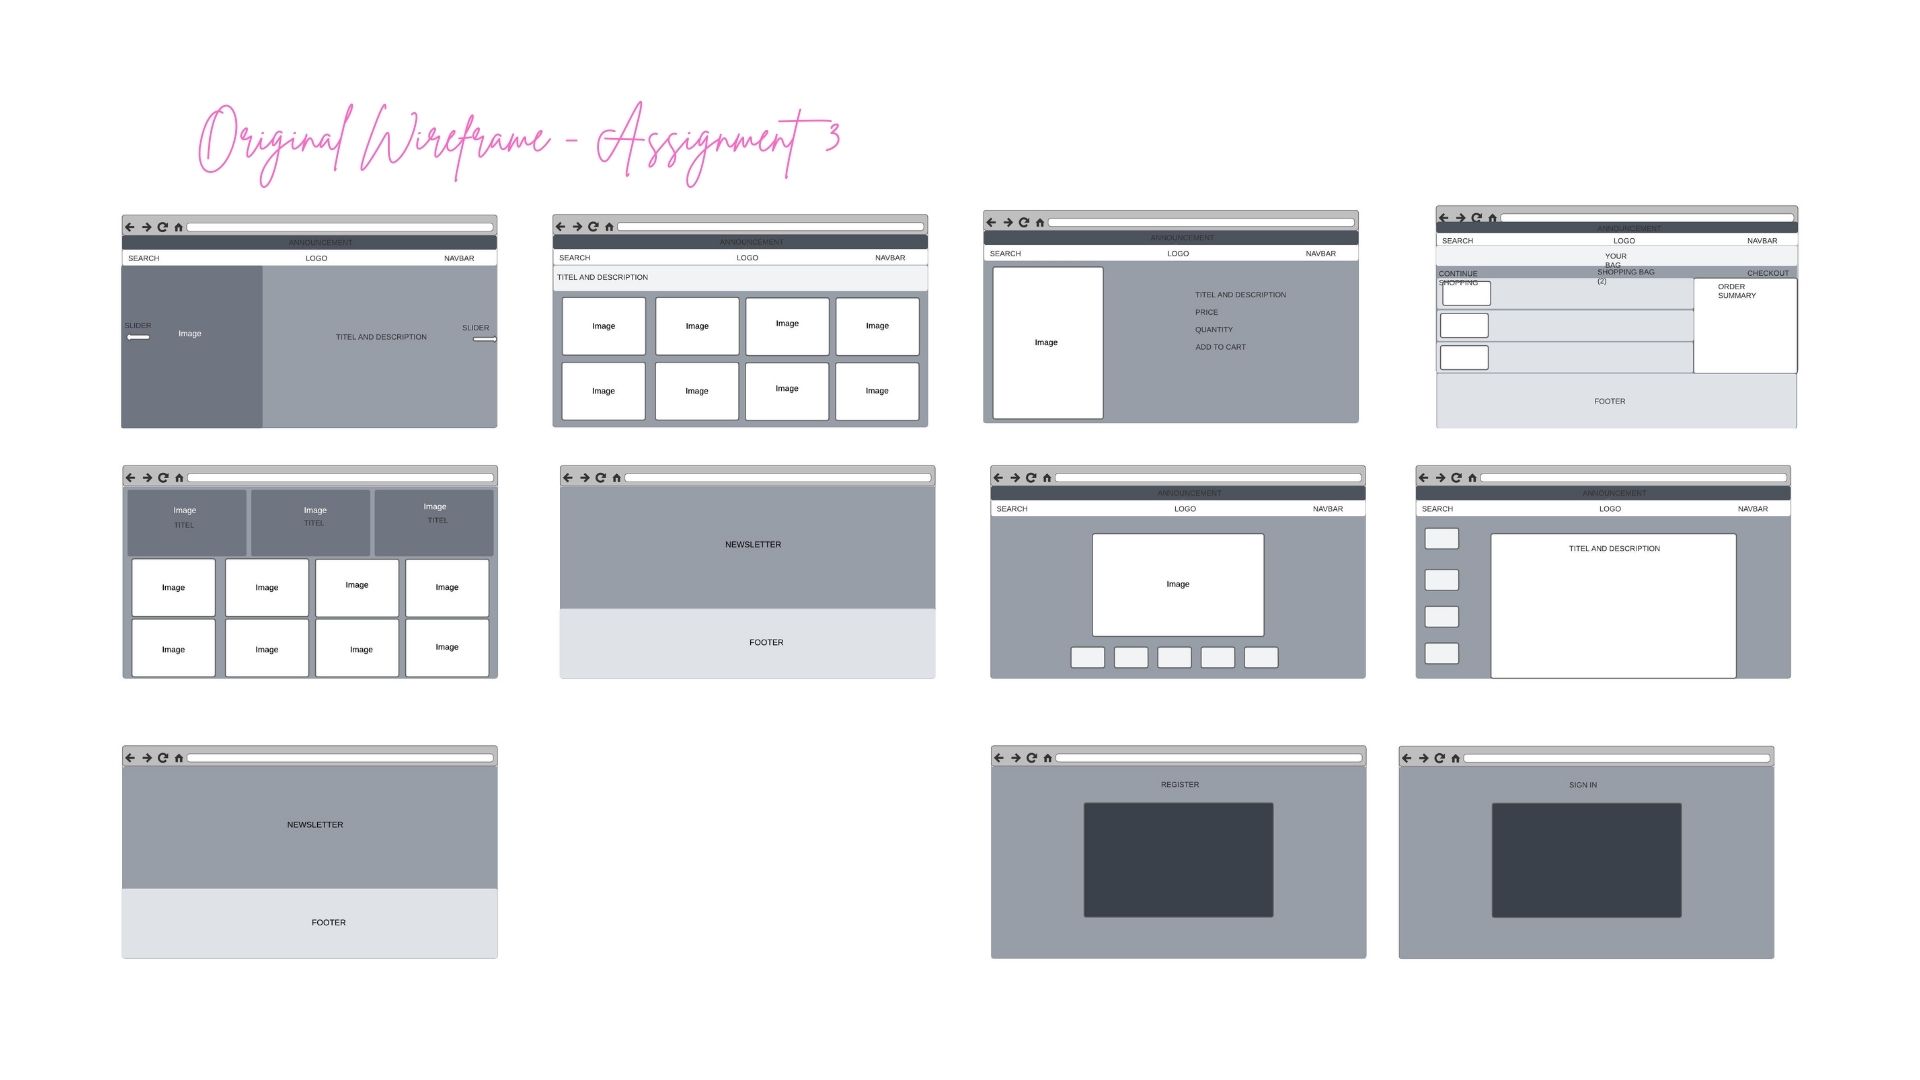 Original Wireframe - Assignment 3
ANNOUNCEMENT
SEARCH LOGO NAVBAR
SLIDER
Image
TITEL AND DESCRIPTION
SLIDER
ANNOUNCEMENT
SEARCH LOGO NAVBAR
TITEL AND DESCRIPTION
Image Image Image Image
Image Image Image Image
ANNOUNCEMENT
SEARCH LOGO NAVBAR
Image
TITEL AND DESCRIPTION
PRICE
QUANTITY
ADD TO CART
ANNOUNCEMENT
SEARCH LOGO NAVBAR
YOUR
BAG
CONTINUE
SHOPPING
SHOPPING BAG
(2)
CHECKOUT
ORDER
SUMMARY
FOOTER
Image Image Image
TITEL TITEL TITEL
Image Image Image Image
Image Image Image Image
NEWSLETTER
FOOTER
ANNOUNCEMENT
SEARCH LOGO NAVBAR
Image
ANNOUNCEMENT
SEARCH LOGO NAVBAR
TITEL AND DESCRIPTION
NEWSLETTER
FOOTER
REGISTER
SIGN IN